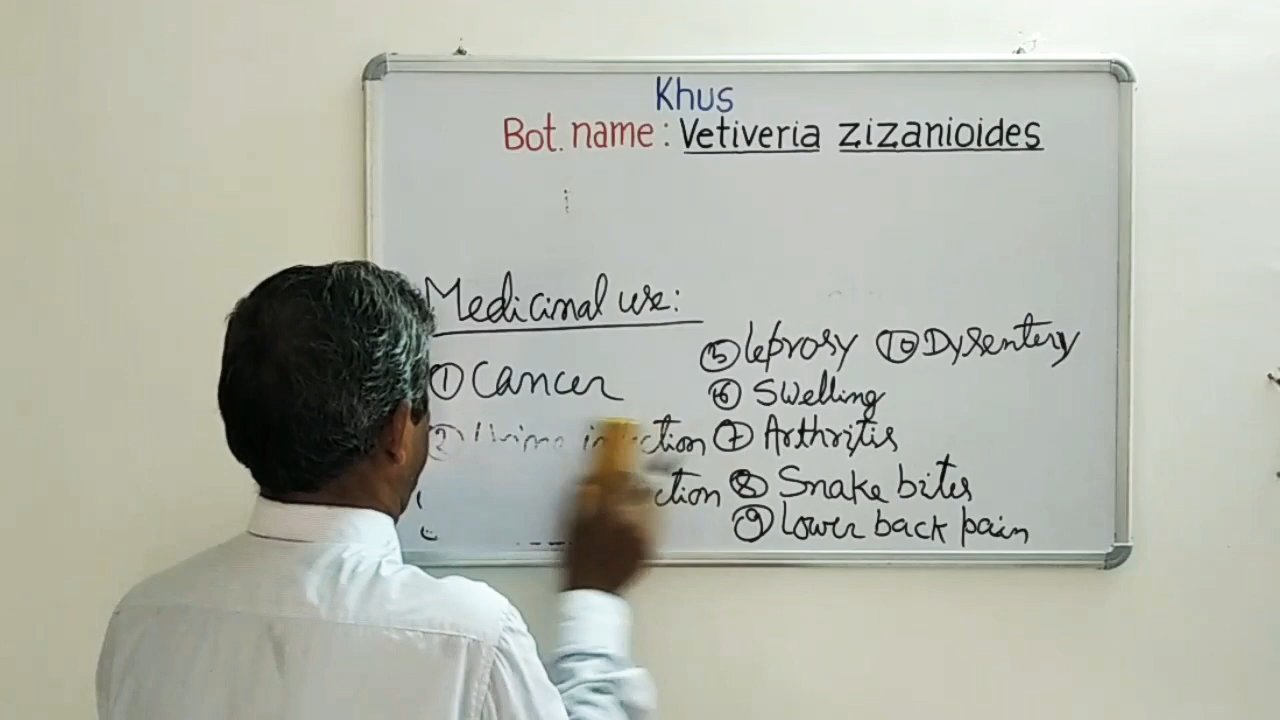 Khus
Bot. name: Vetiveria zizanioides
Medicinal use:
① Cancer
②
ction
⑤ leprosy ⑩ Dysentery
⑥ Swelling
⑦ Arthritis
⑧ Snake bites
⑨ Lower back pain